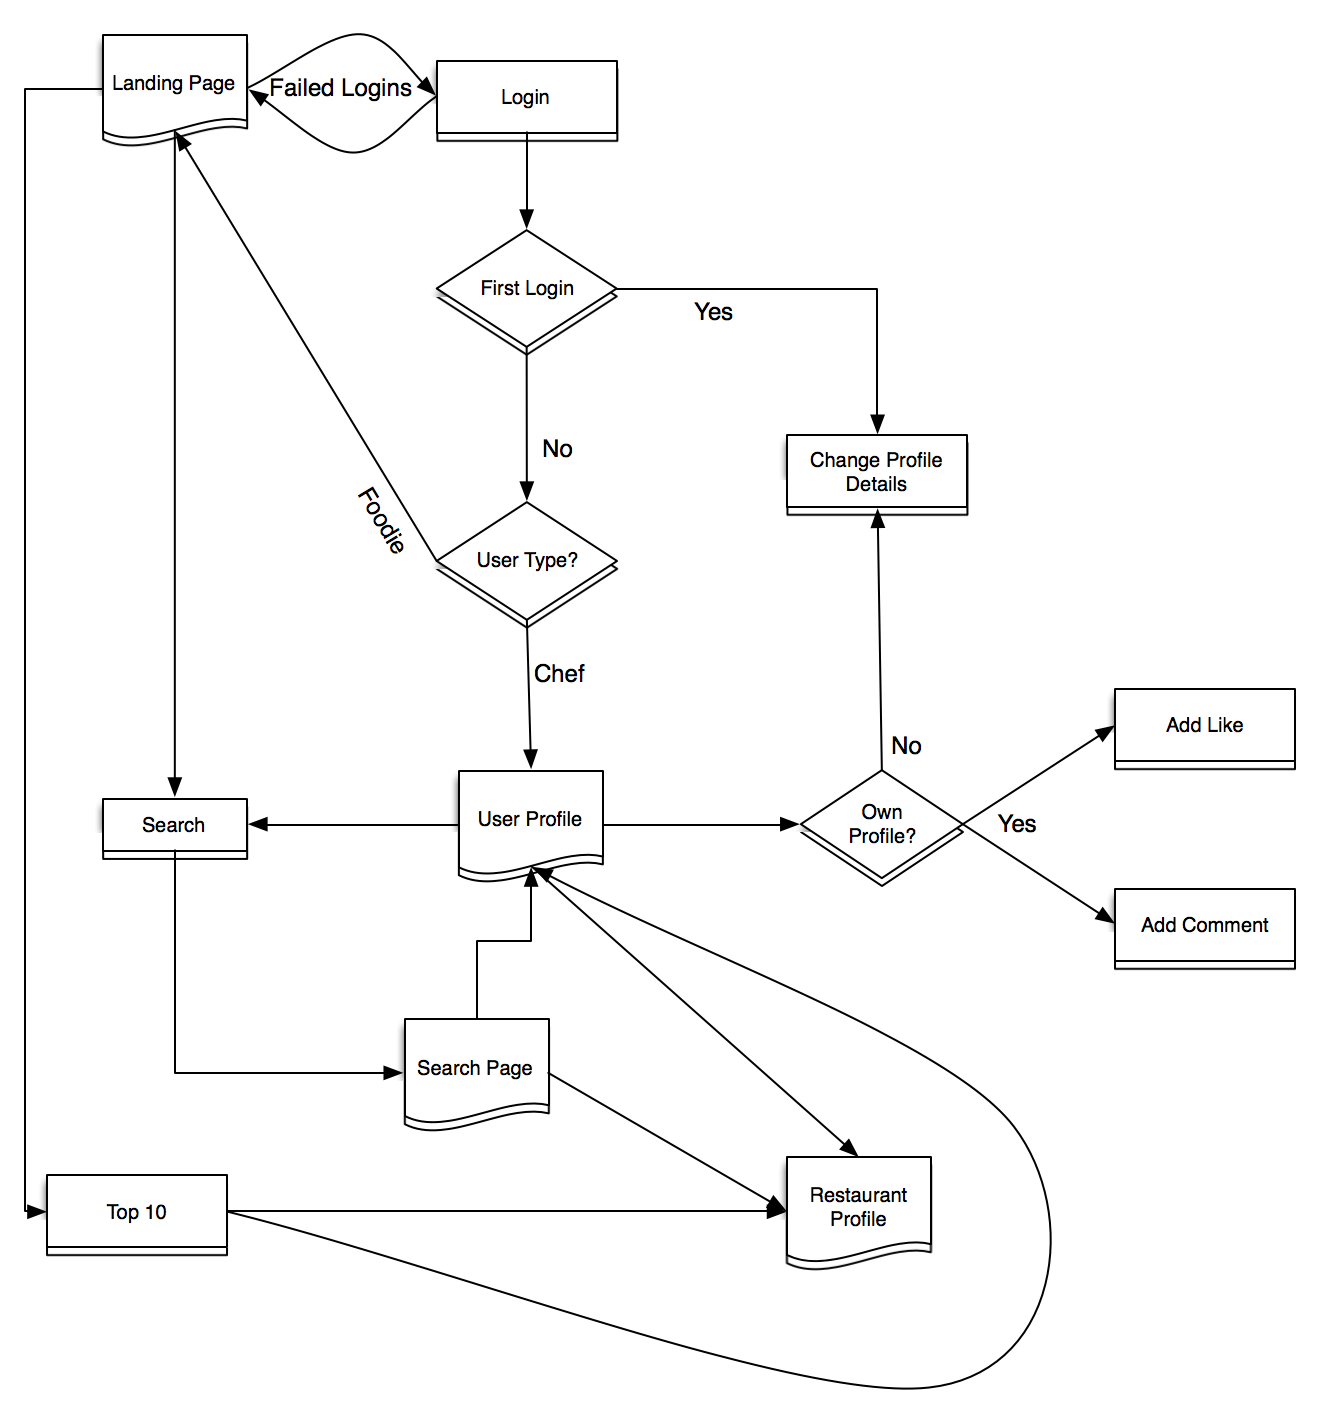 Landing Page
Failed Logins
Login
First Login
Yes
No
Change Profile
Details
Foodie
User Type?
Chef
Add Like
No
Search
User Profile
Own
Profile?
Yes
Add Comment
Search Page
Restaurant
Profile
Top 10